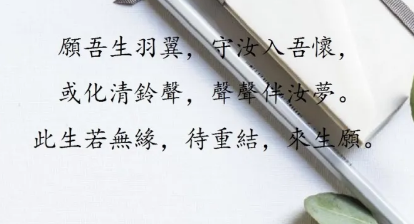 願吾生羽翼，守汝入吾懷，
或化清鈴聲，聲聲伴汝夢。
此生若無緣，待重結，來生願。